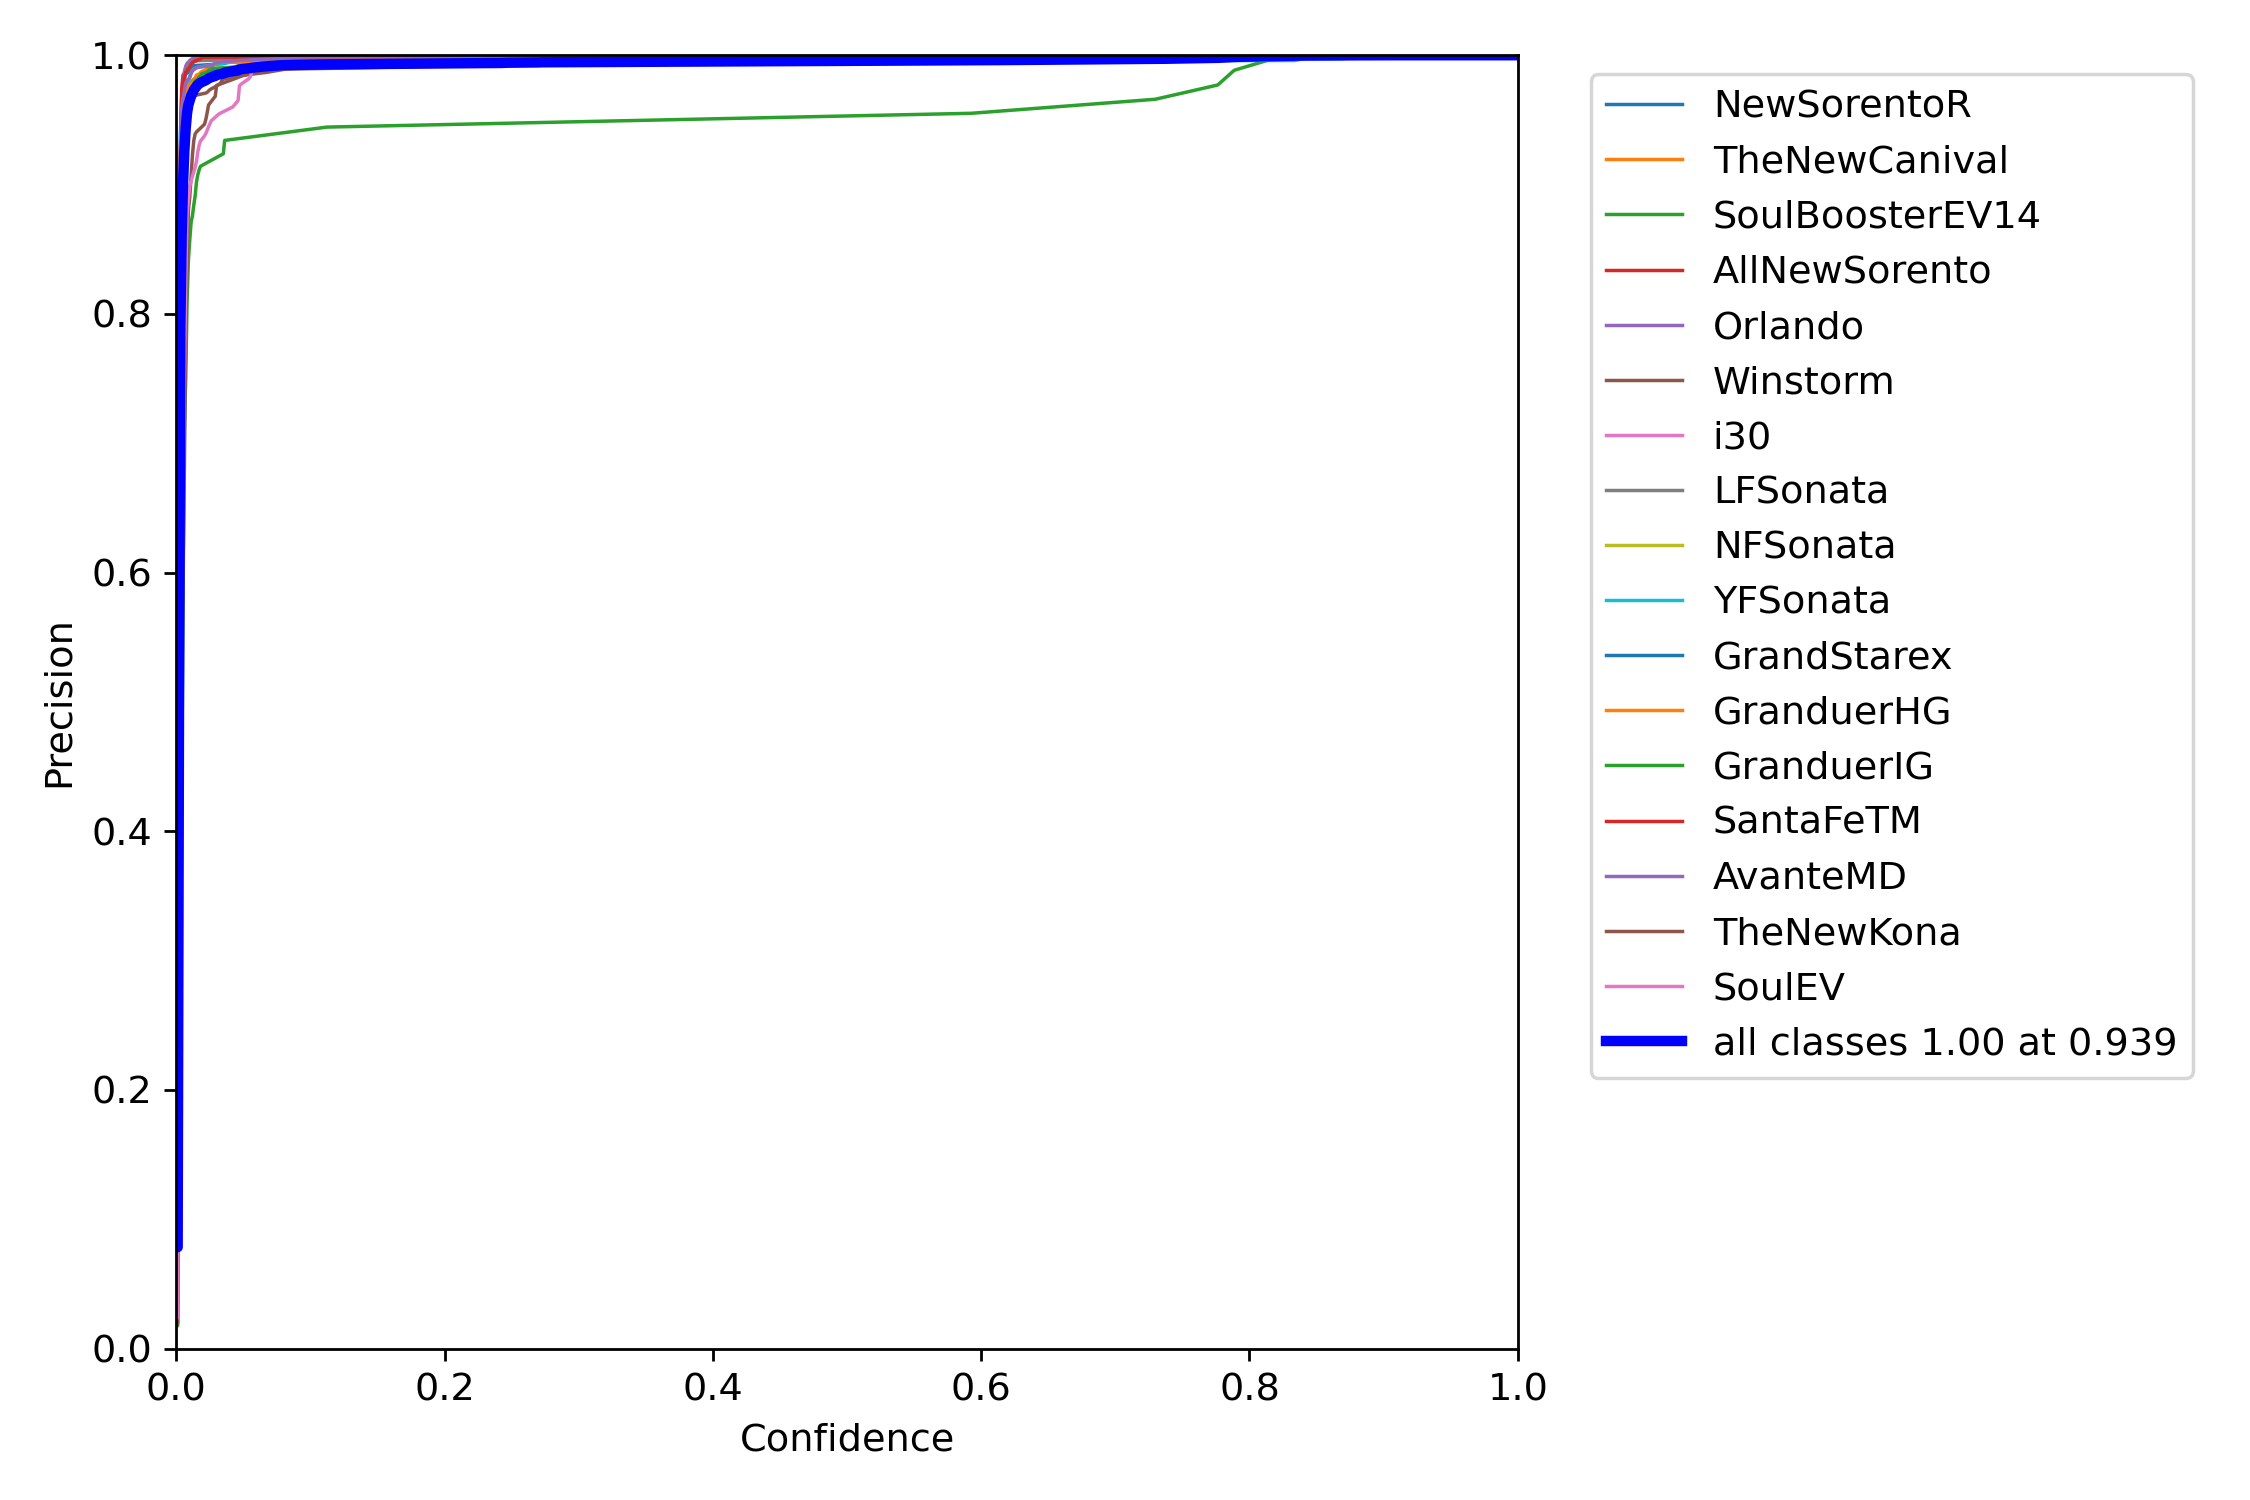 1.0
0.8
0.6
0.4
0.2
0.0
Precision
0.0 0.2 0.4 0.6 0.8 1.0
Confidence
NewSorentoR
TheNewCanival
SoulBoosterEV14
AllNewSorento
Orlando
Winstorm
i30
LFSonata
NFSonata
YFSonata
GrandStarex
GranduerHG
GranduerIG
SantaFeTM
AvanteMD
TheNewKona
SoulEV
all classes 1.00 at 0.939